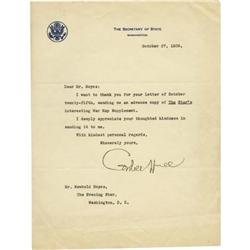 THE SECRETARY OF STATE
WASHINGTON
October 27, 1939.
Dear Mr. Noyes:
I want to thank you for your letter of October
twenty-fifth, sending me an advance copy of The Star's
interesting War Map Supplement.
I deeply appreciate your thoughtful kindness in
sending it to me.
With kindest personal regards,
Sincerely yours,
Cordell Hull
Mr. Newbold Noyes,
The Evening Star,
Washington, D. C.